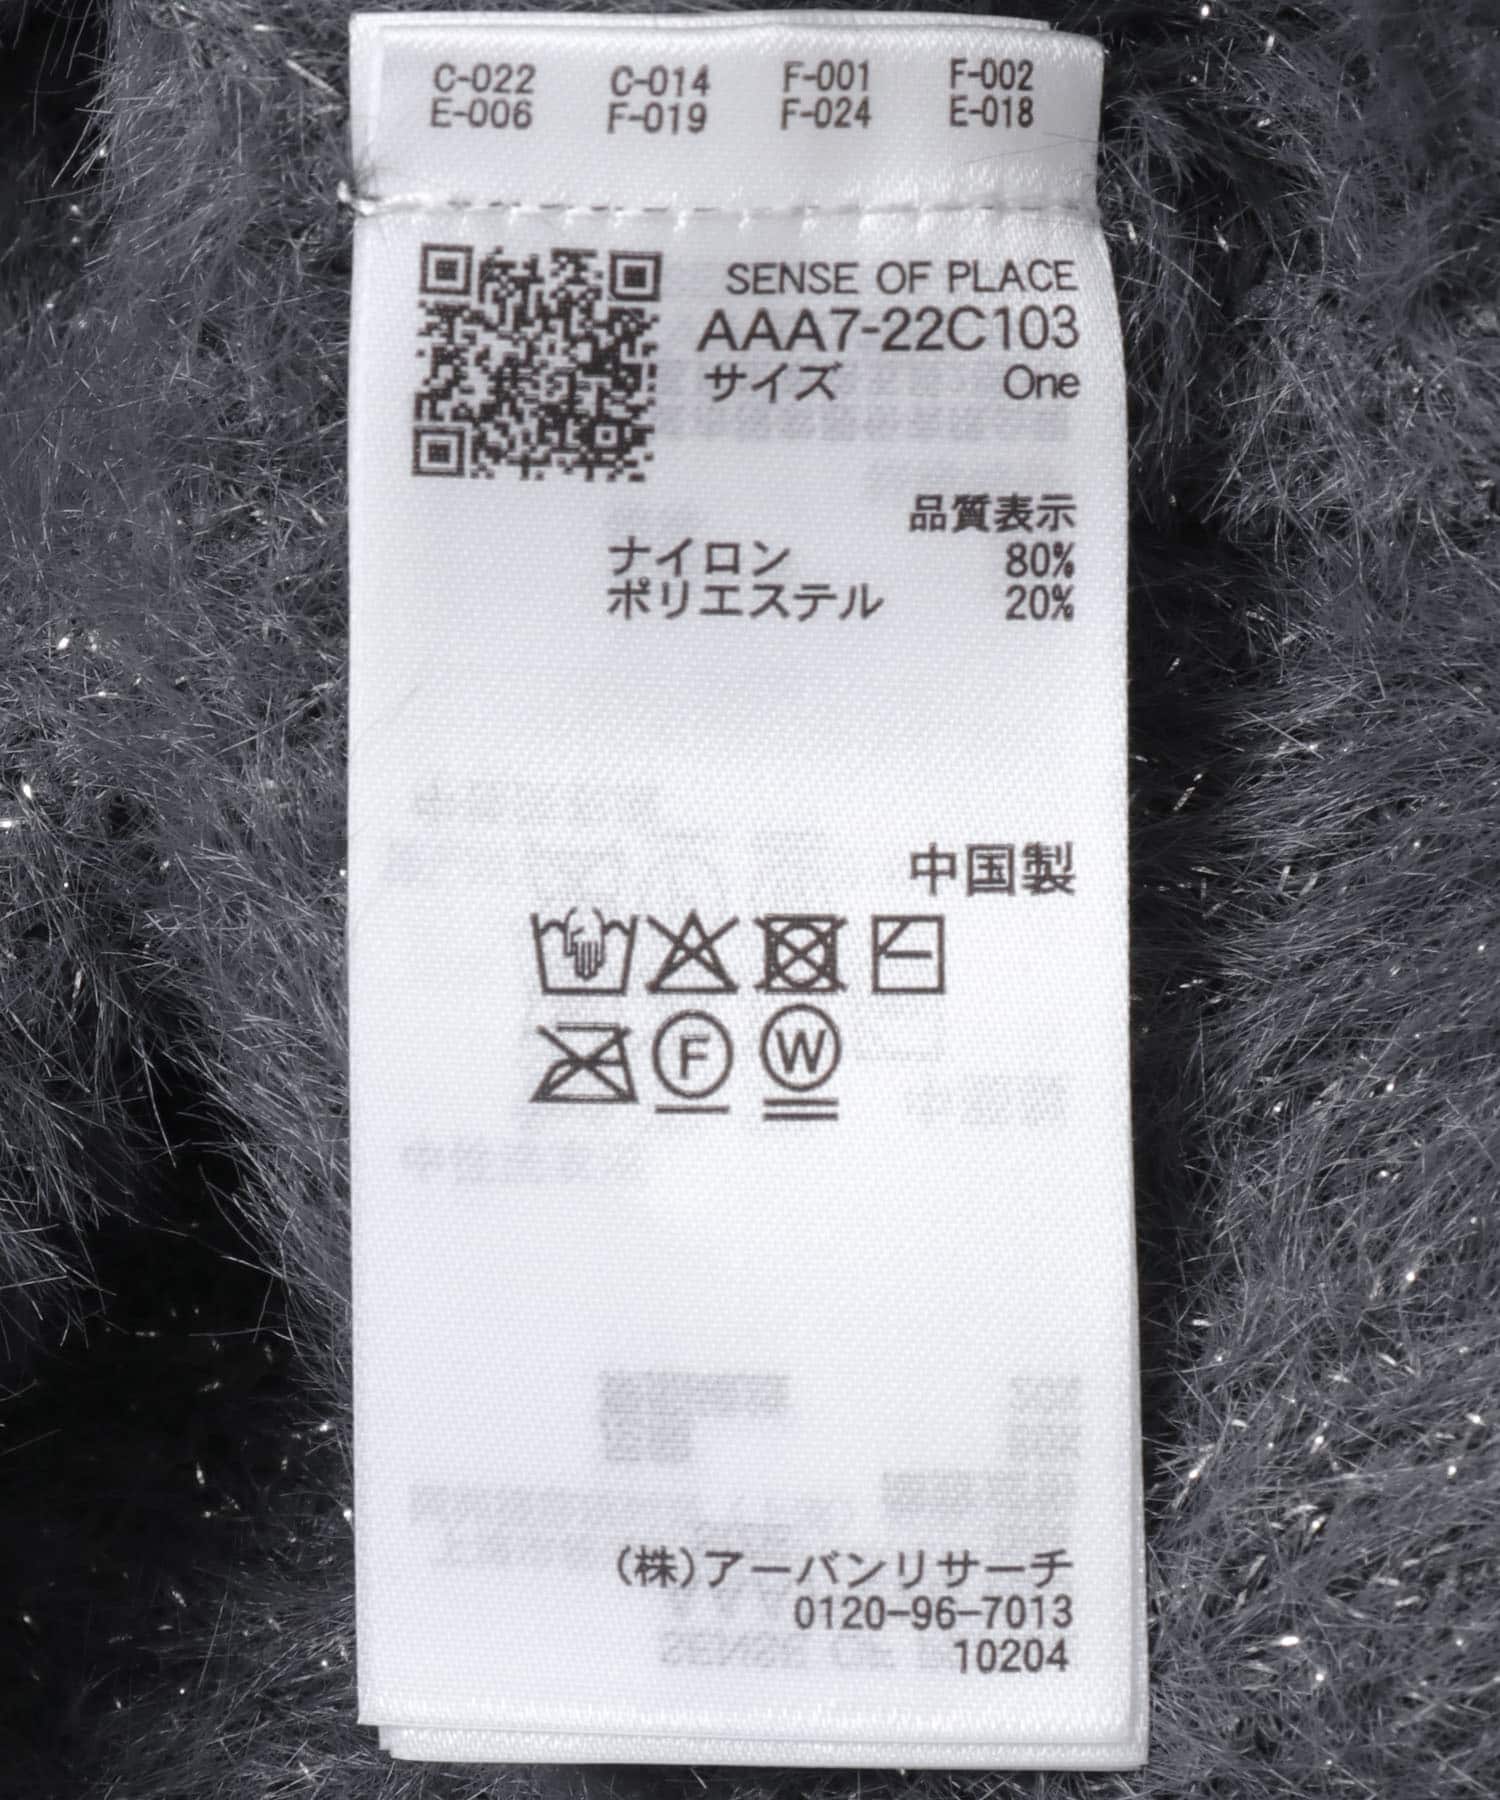 C-022 C-014 F-001 F-002
E-006 F-019 F-024 E-018
SENSE OF PLACE
AAA7-22C103
サイズ One
品質表示
ナイロン 80%
ポリエステル 20%
中国製
F W
(株)アーバンリサーチ
0120-96-7013
10204